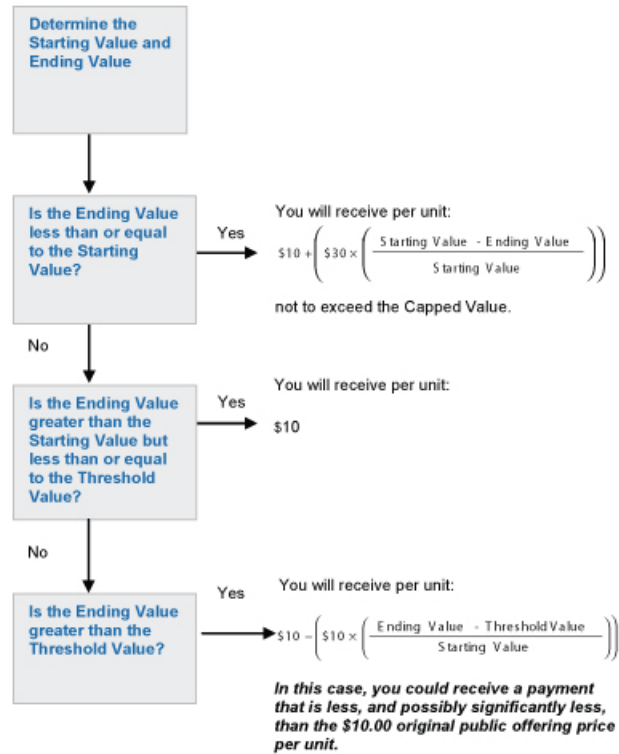 Determine the
Starting Value and
Ending Value
Is the Ending Value
less than or equal
to the Starting
Value?
Yes
You will receive per unit:
$10 + ( $30 × ( Starting Value - Ending Value
Starting Value ) )
not to exceed the Capped Value.
No
Is the Ending Value
greater than the
Starting Value but
less than or equal
to the Threshold
Value?
Yes
You will receive per unit:
$10
No
Is the Ending Value
greater than the
Threshold Value?
Yes
You will receive per unit:
$10 – ( $10 × ( Ending Value - Threshold Value
Starting Value ) )
In this case, you could receive a payment
that is less, and possibly significantly less,
than the $10.00 original public offering price
per unit.